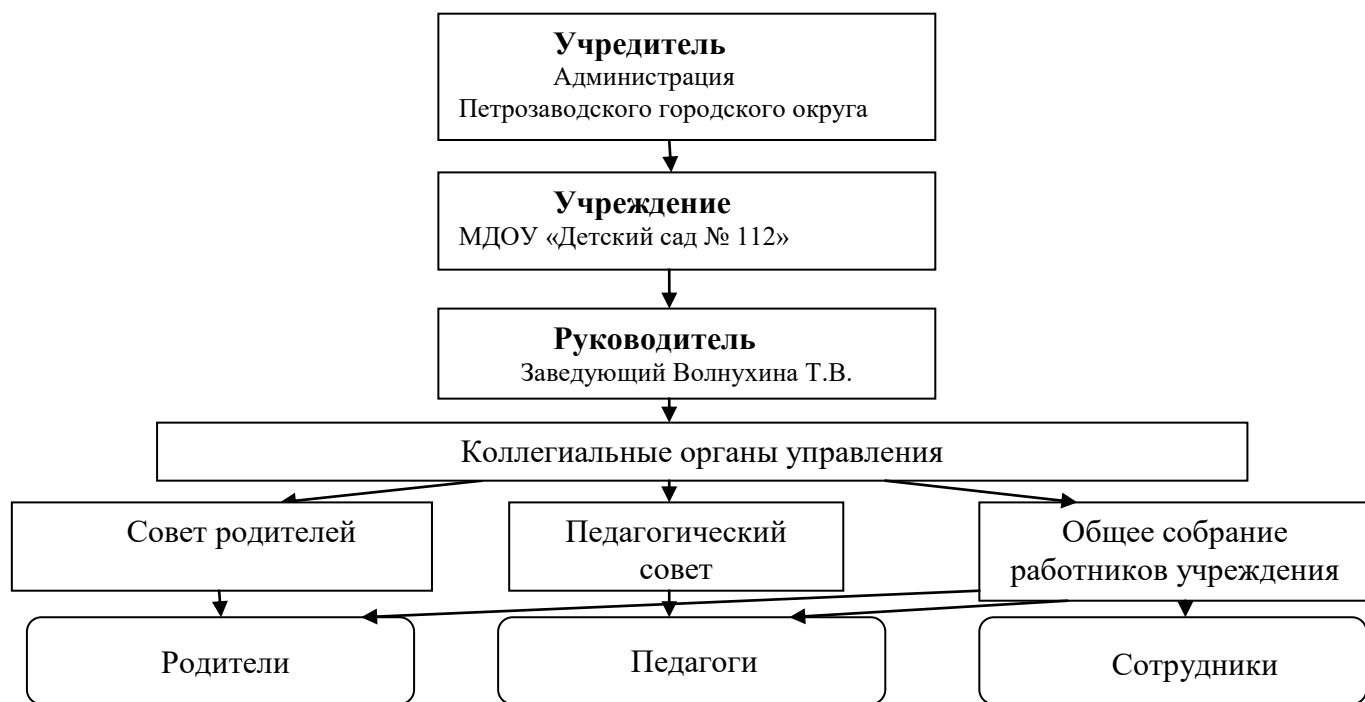 Учредитель
Администрация
Петрозаводского городского округа
Учреждение
МДОУ «Детский сад № 112»
Руководитель
Заведующий Волнухина Т.В.
Коллегиальные органы управления
Совет родителей
Педагогический
совет
Общее собрание
работников учреждения
Родители
Педагоги
Сотрудники